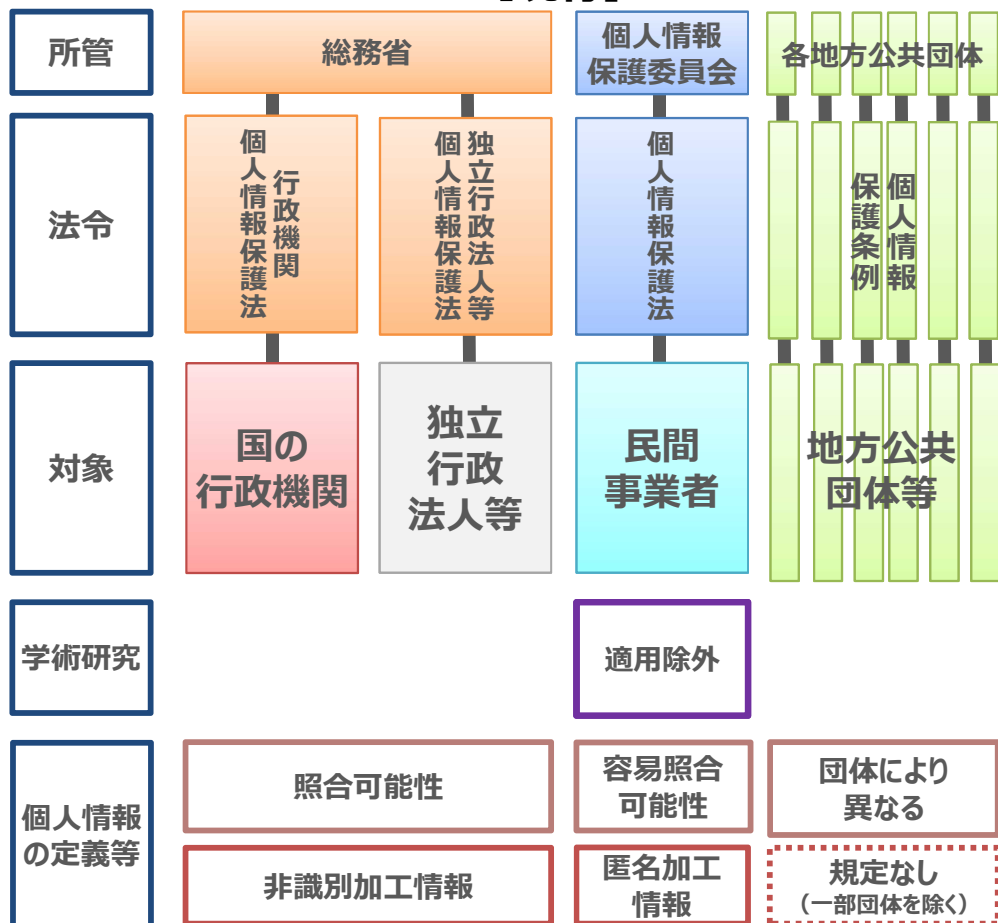 所管
総務省
個人情報
保護委員会
各地方公共団体
法令
行政機関
個人情報保護法
独立行政法人等
個人情報保護法
個人情報保護法
個人情報
保護条例
対象
国の
行政機関
独立
行政
法人等
民間
事業者
地方公共
団体等
学術研究
適用除外
個人情報
の定義等
照合可能性
容易照合
可能性
団体により
異なる
非識別加工情報
匿名加工
情報
規定なし
（一部団体を除く）